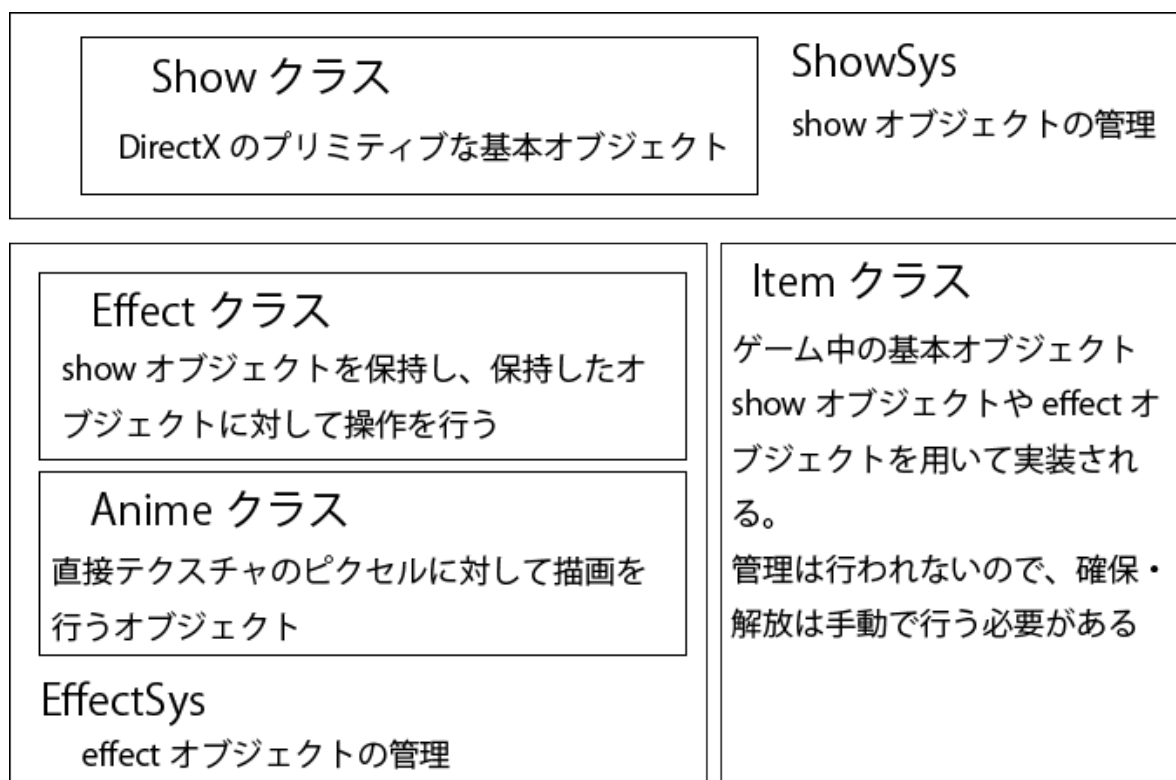 Show クラス
DirectX のプリミティブな基本オブジェクト
ShowSys
show オブジェクトの管理
Effect クラス
show オブジェクトを保持し、保持したオ
ブジェクトに対して操作を行う
Anime クラス
直接テクスチャのピクセルに対して描画を
行うオブジェクト
EffectSys
effect オブジェクトの管理
Item クラス
ゲーム中の基本オブジェクト
show オブジェクトや effect オ
ブジェクトを用いて実装され
る。
管理は行われないので、確保・
解放は手動で行う必要がある